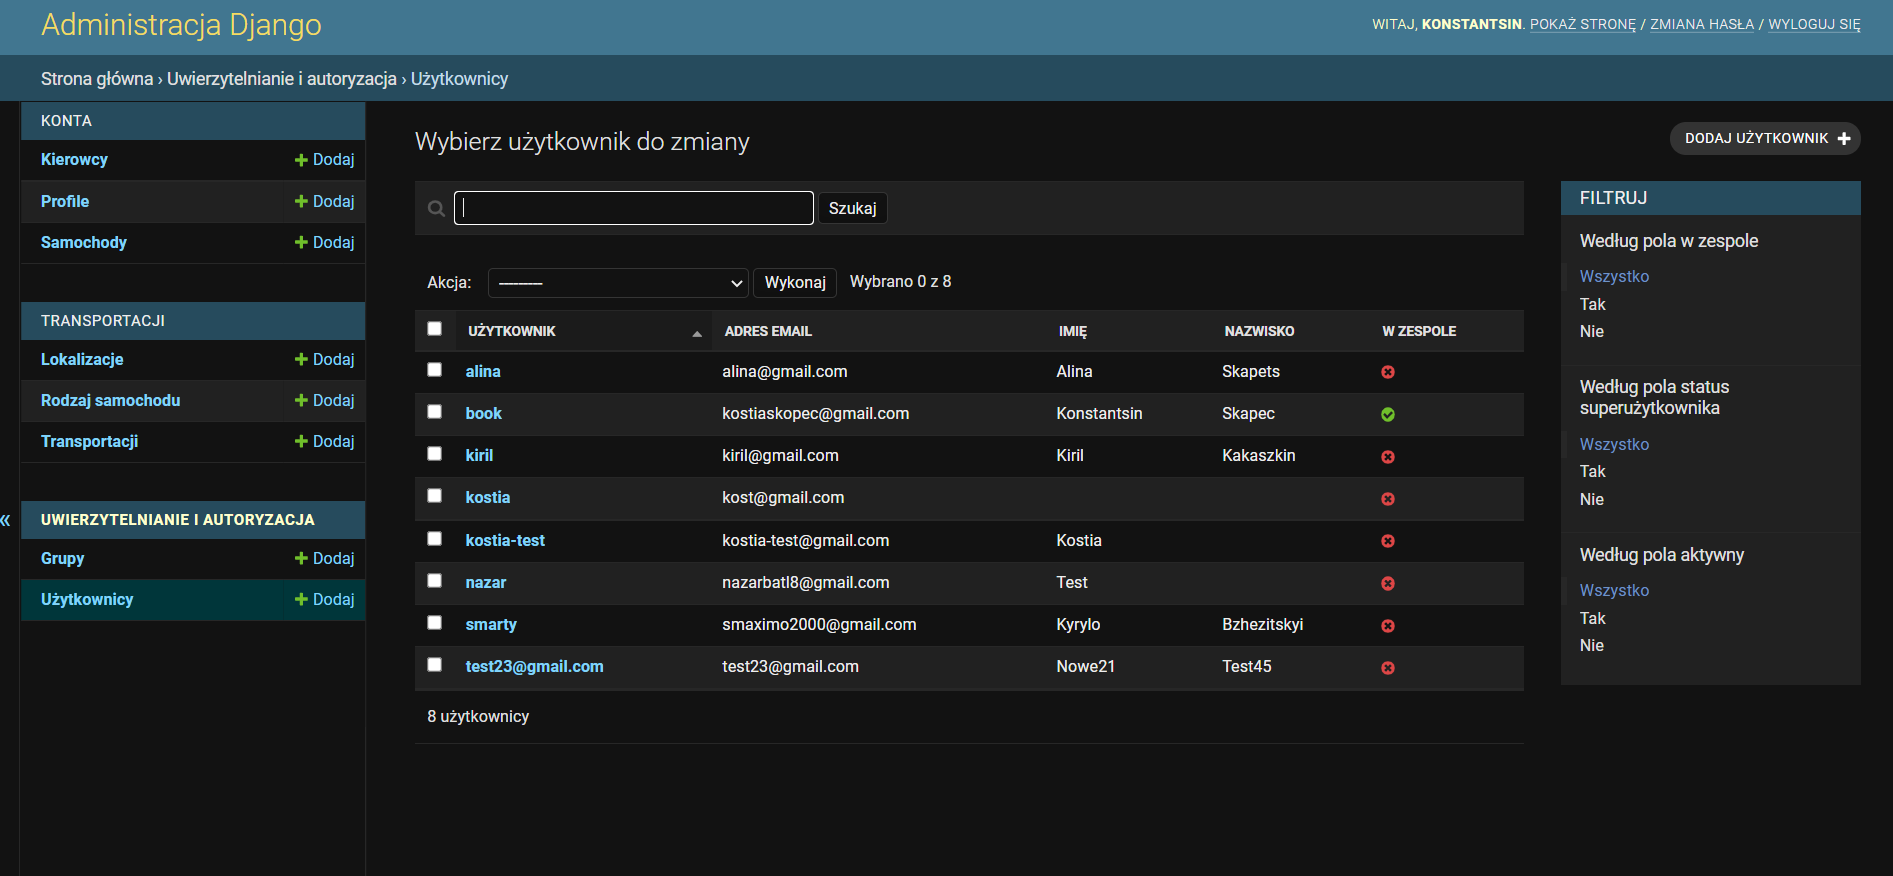 Administracja Django
WITAJ, KONSTANTSIN. POKAŻ STRONĘ / ZMIANA HASŁA / WYLOGUJ SIĘ
Strona główna › Uwierzytelnianie i autoryzacja › Użytkownicy
KONTA
Kierowcy Dodaj
Profile Dodaj
Samochody Dodaj
TRANSPORTACJI
Lokalizacje Dodaj
Rodzaj samochodu Dodaj
Transportacji Dodaj
«
UWIERZYTELNIANIE I AUTORYZACJA
Grupy Dodaj
Użytkownicy Dodaj
Wybierz użytkownik do zmiany
DODAJ UŻYTKOWNIK
Szukaj
Akcja: --------- Wykonaj Wybrano 0 z 8
UŻYTKOWNIK ADRES EMAIL IMIĘ NAZWISKO W ZESPOLE
alina alina@gmail.com Alina Skapets
book kostiaskopec@gmail.com Konstantsin Skapec
kiril kiril@gmail.com Kiril Kakaszkin
kostia kost@gmail.com
kostia-test kostia-test@gmail.com Kostia
nazar nazarbatl8@gmail.com Test
smarty smaximo2000@gmail.com Kyrylo Bzhezitskyi
test23@gmail.com test23@gmail.com Nowe21 Test45
8 użytkownicy
FILTRUJ
Według pola w zespole
Wszystko
Tak
Nie
Według pola status
superużytkownika
Wszystko
Tak
Nie
Według pola aktywny
Wszystko
Tak
Nie